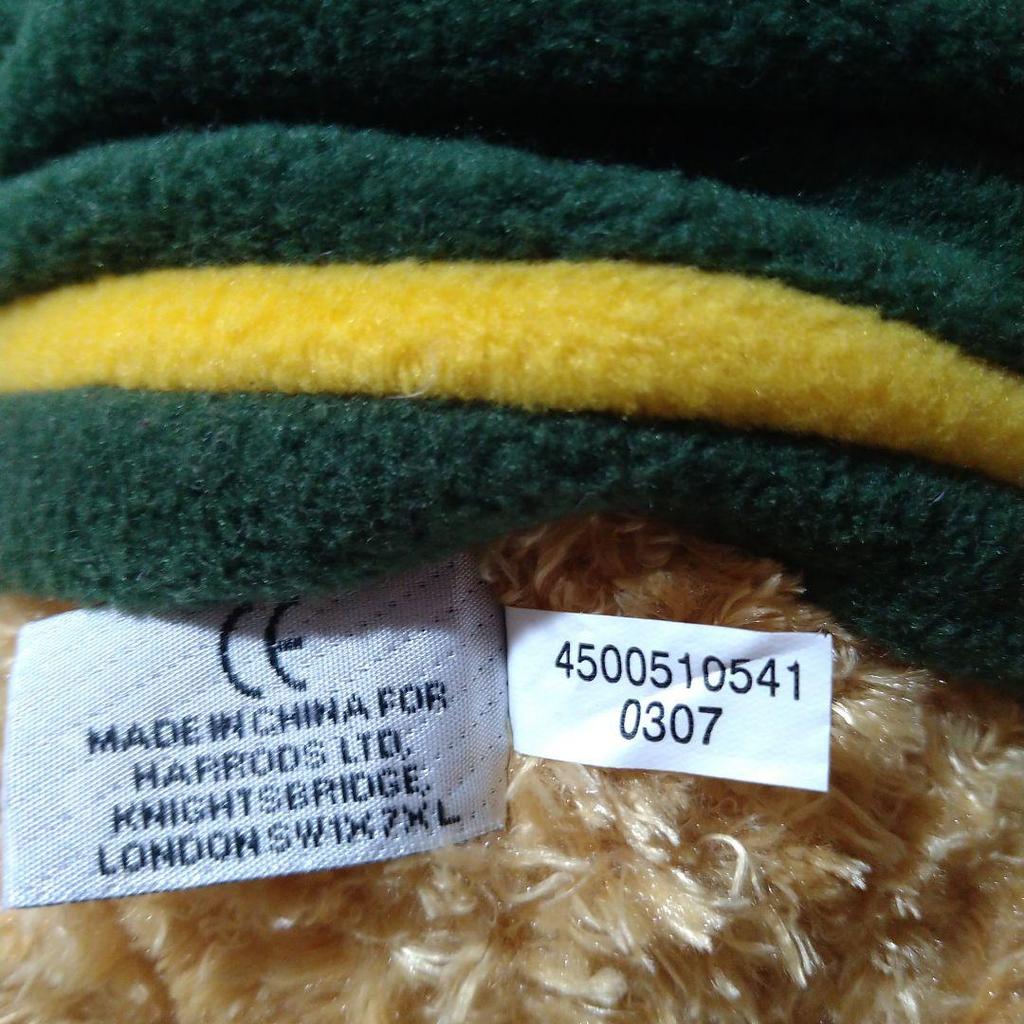 CE
MADE IN CHINA FOR
HARRODS LTD,
KNIGHTSBRIDGE,
LONDON SW1X 7XL
4500510541
0307